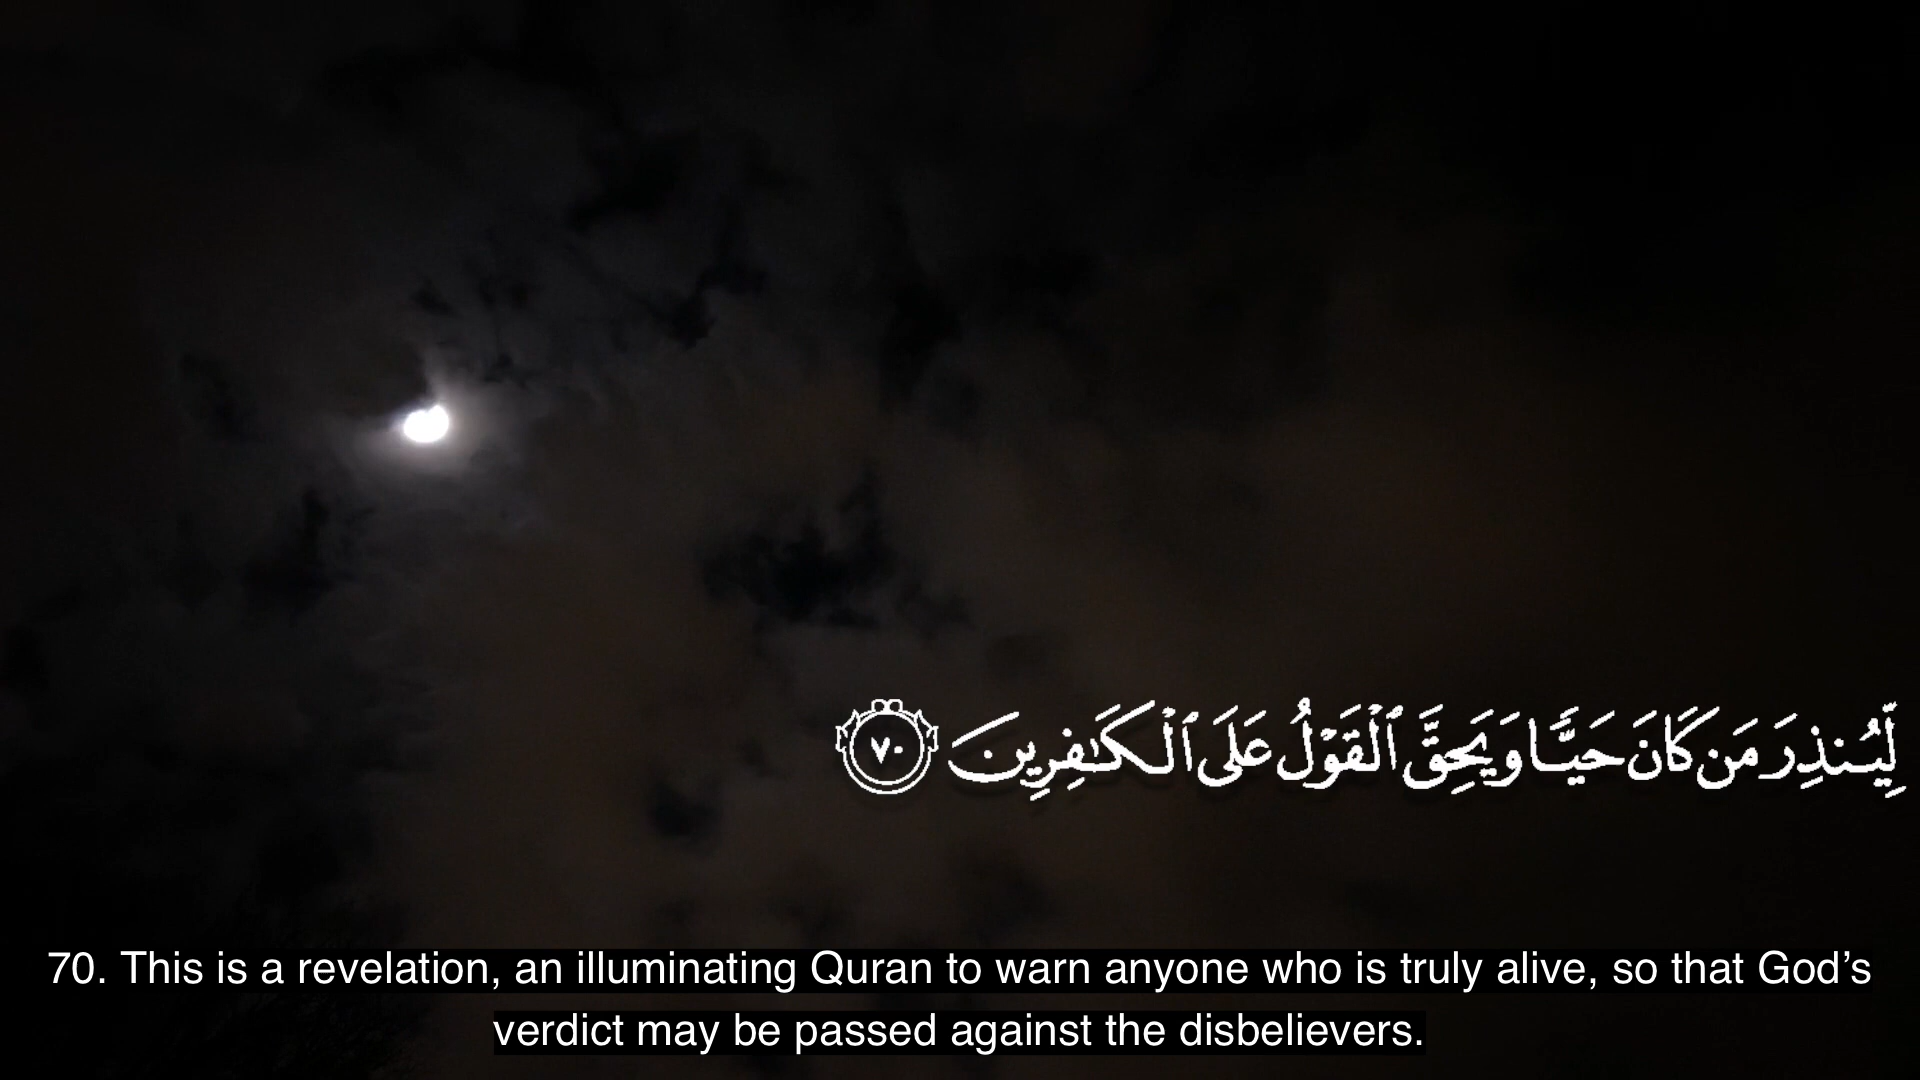 لِّيُنذِرَ مَن كَانَ حَيًّا وَيَحِقَّ ٱلْقَوْلُ عَلَى ٱلْكَـٰفِرِينَ ٧٠
70. This is a revelation, an illuminating Quran to warn anyone who is truly alive, so that God’s
verdict may be passed against the disbelievers.